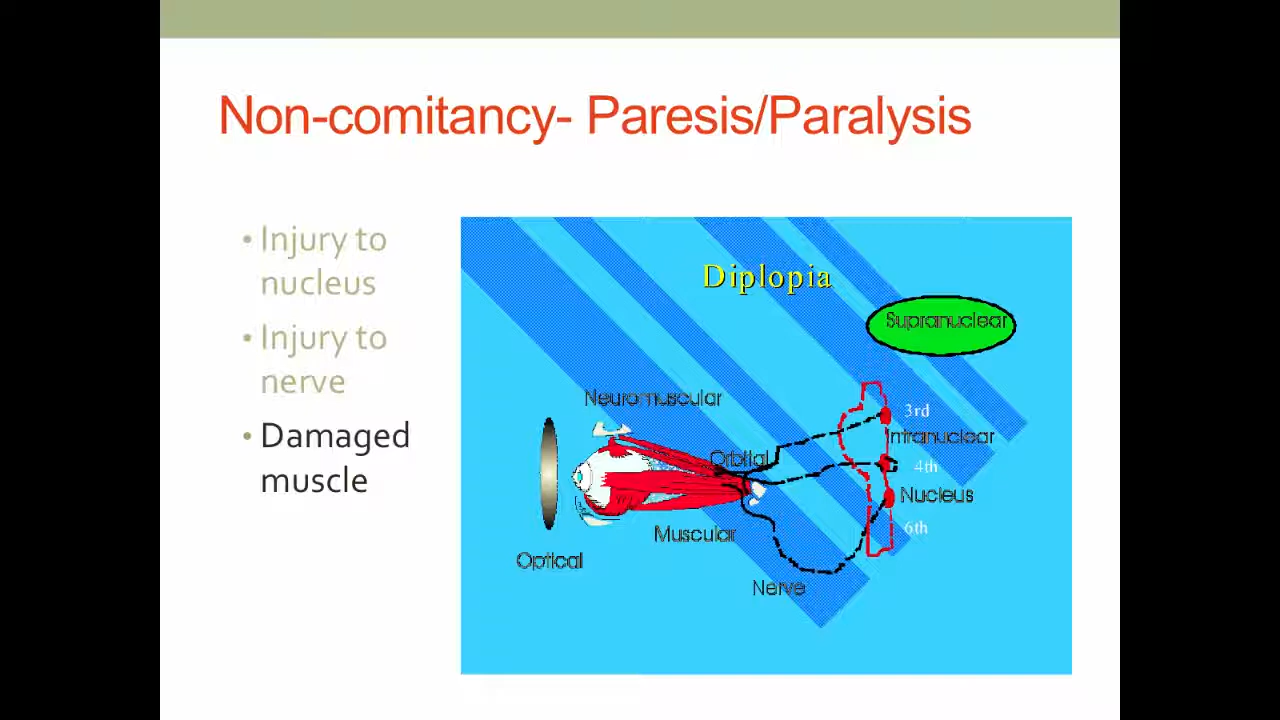 Non-comitancy- Paresis/Paralysis
• Injury to
nucleus
• Injury to
nerve
• Damaged
muscle
Diplopia
Supranuclear
Neuromuscular
3rd
Intranuclear
Orbital
4th
Nucleus
6th
Muscular
Optical
Nerve